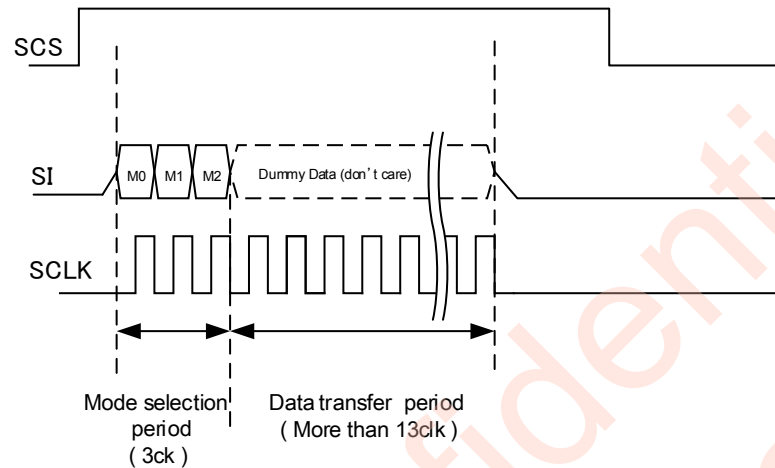 SCS
SI
M0 M1 M2 Dummy Data (don't care)
SCLK
Mode selection
period
( 3ck )
Data transfer period
( More than 13clk )